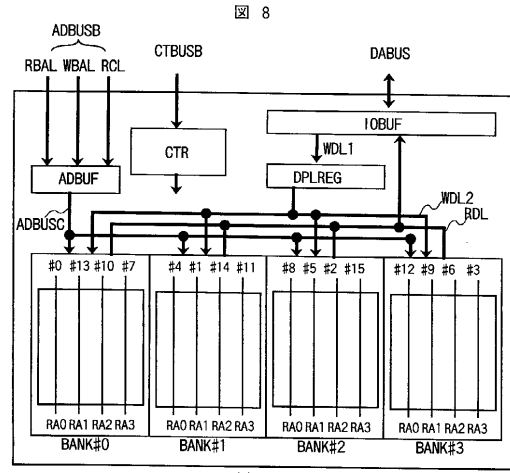 図 8
ADBUSB
RBAL WBAL RCL
CTBUSB
DABUS
IOBUF
CTR
WDL1
ADBUF
DPLREG
WDL2
RDL
ADBUSC
#0 #13 #10 #7
#4 #1 #14 #11
#8 #5 #2 #15
#12 #9 #6 #3
RA0 RA1 RA2 RA3
RA0 RA1 RA2 RA3
RA0 RA1 RA2 RA3
RA0 RA1 RA2 RA3
BANK#0
BANK#1
BANK#2
BANK#3